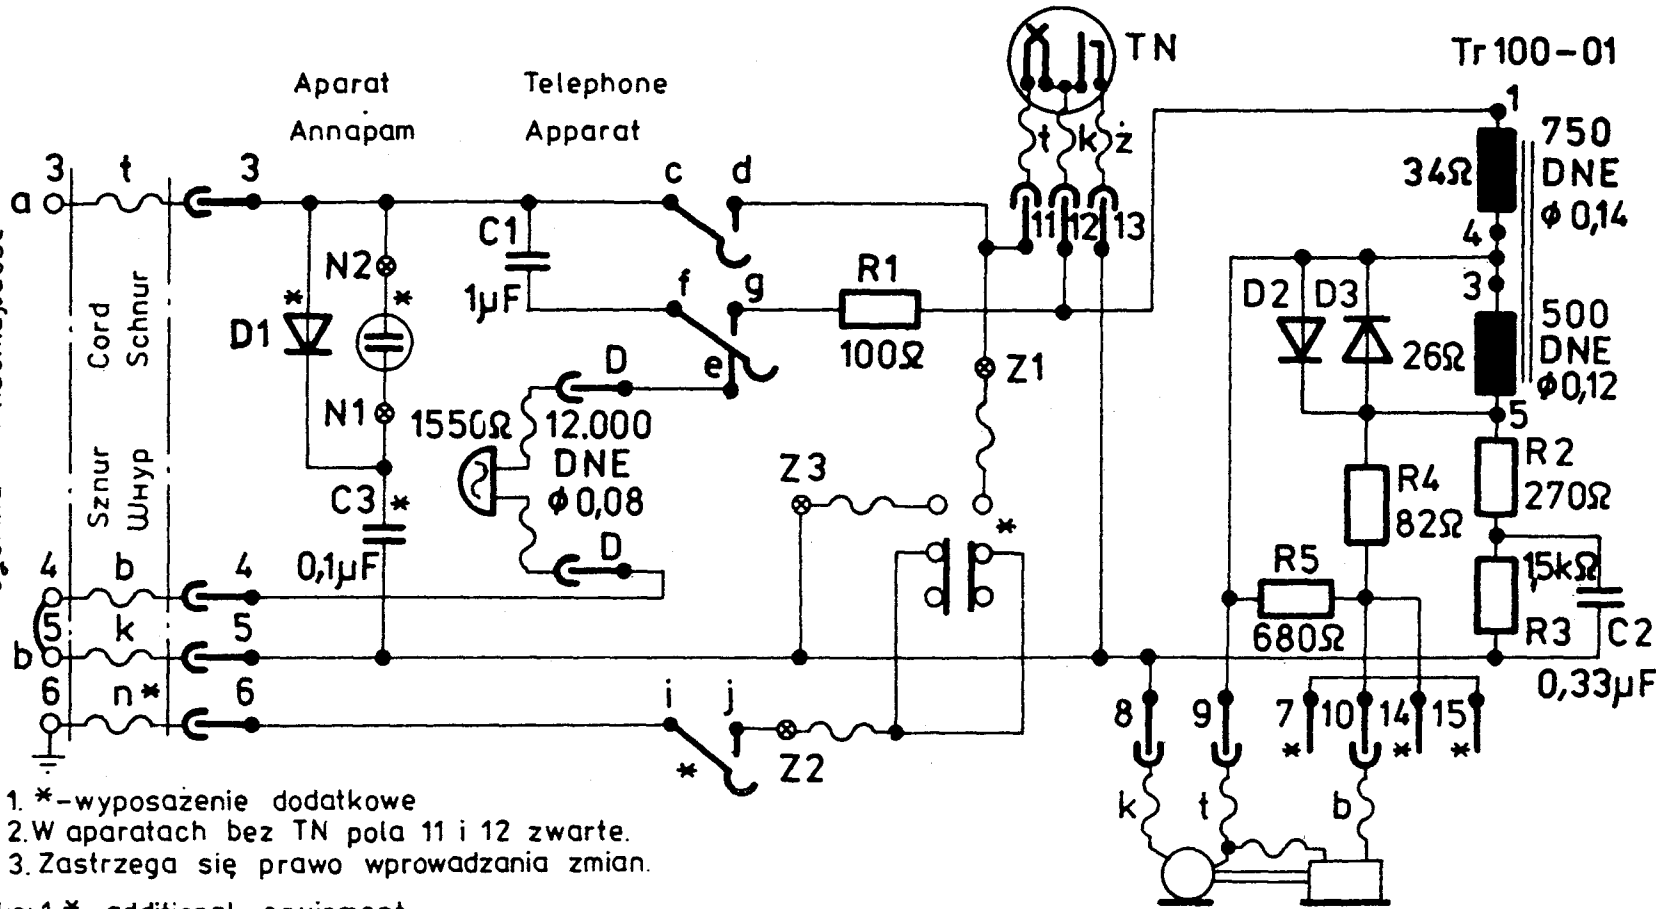 TN
Tr 100-01
Aparat Telephone
Аппарат Apparat
3 t 3
a
c d
t k ż
11 12 13
1
34Ω
750
DNE
ϕ 0,14
4
3
N2
*
*
D1
N1
C1
1µF
f g
R1
100Ω
e
D2 D3
26Ω
500
DNE
ϕ 0,12
5
Cord
Schnur
Sznur
Шнур
D
1550Ω
12.000
DNE
ϕ 0,08
D
Z1
Z3
*
C3 *
0,1µF
R4
82Ω
R2
270Ω
R5
680Ω
1,5kΩ
R3
C2
0,33µF
4 b 4
5 k 5
b
6 n* 6
i j
*
Z2
8 9 7 10 14 15
* * *
k t b
1. *-wyposażenie dodatkowe
2. W aparatach bez TN pola 11 i 12 zwarte.
3. Zastrzega się prawo wprowadzania zmian.